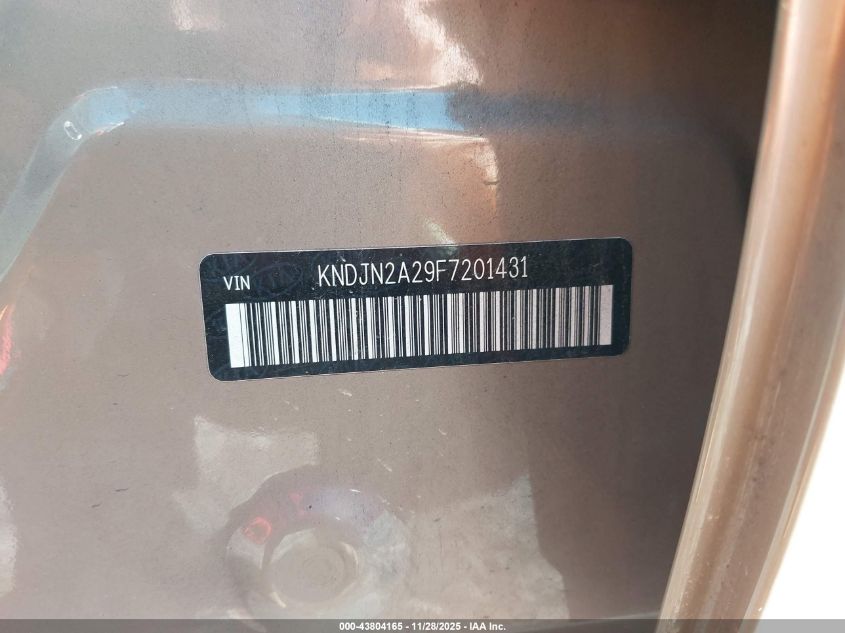 VIN KNDJN2A29F7201431
000-43804165 - 11/28/2025 - IAA Inc.